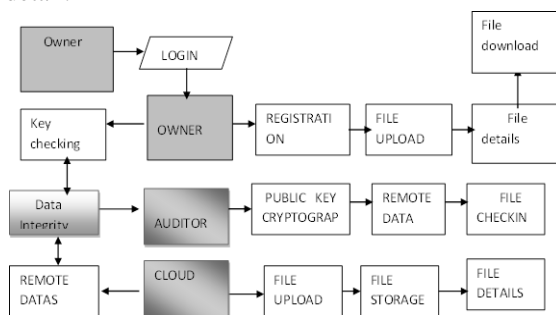 File
download
Owner
LOGIN
Key
checking
OWNER
REGISTRATI
ON
FILE
UPLOAD
File
details
Data
Integrity
AUDITOR
PUBLIC KEY
CRYPTOGRAP
REMOTE
DATA
FILE
CHECKIN
REMOTE
DATAS
CLOUD
FILE
UPLOAD
FILE
STORAGE
FILE
DETAILS